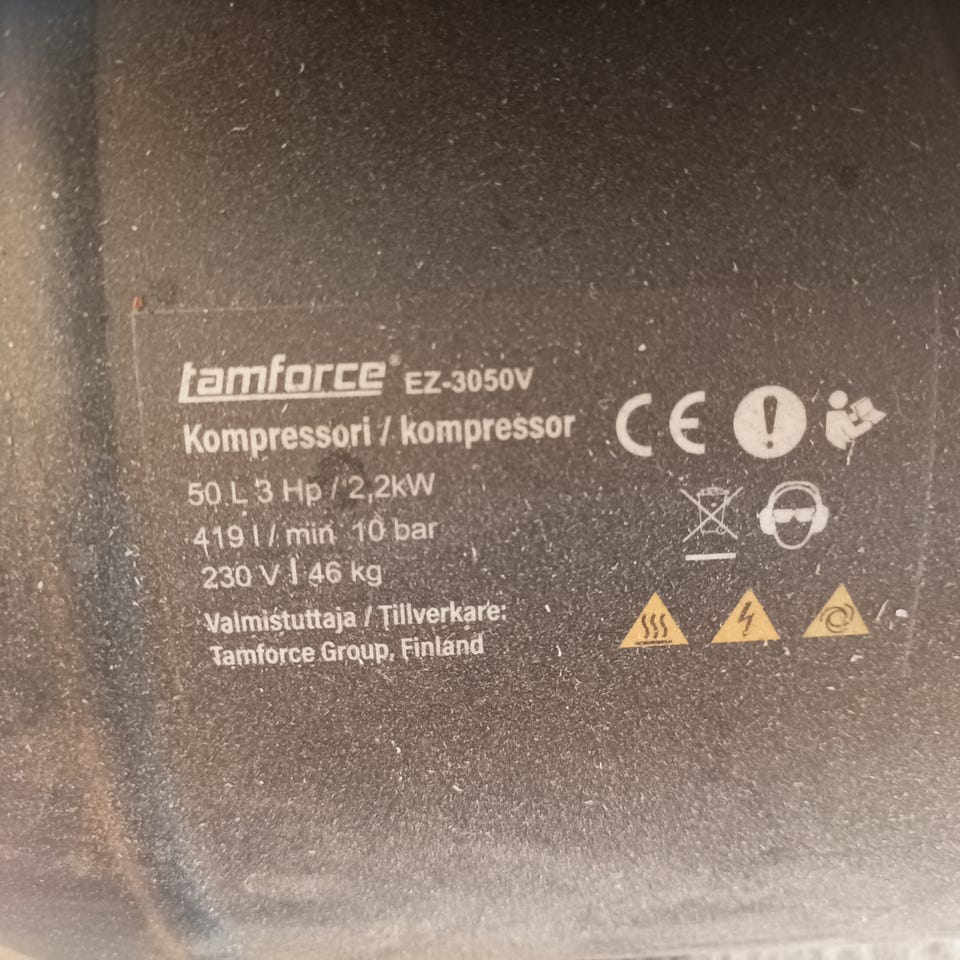 tamforce® EZ-3050V
Kompressori / kompressor
50 L 3 Hp / 2,2kW
419 l / min 10 bar
230 V | 46 kg
Valmistuttaja / Tillverkare:
Tamforce Group, Finland
CE